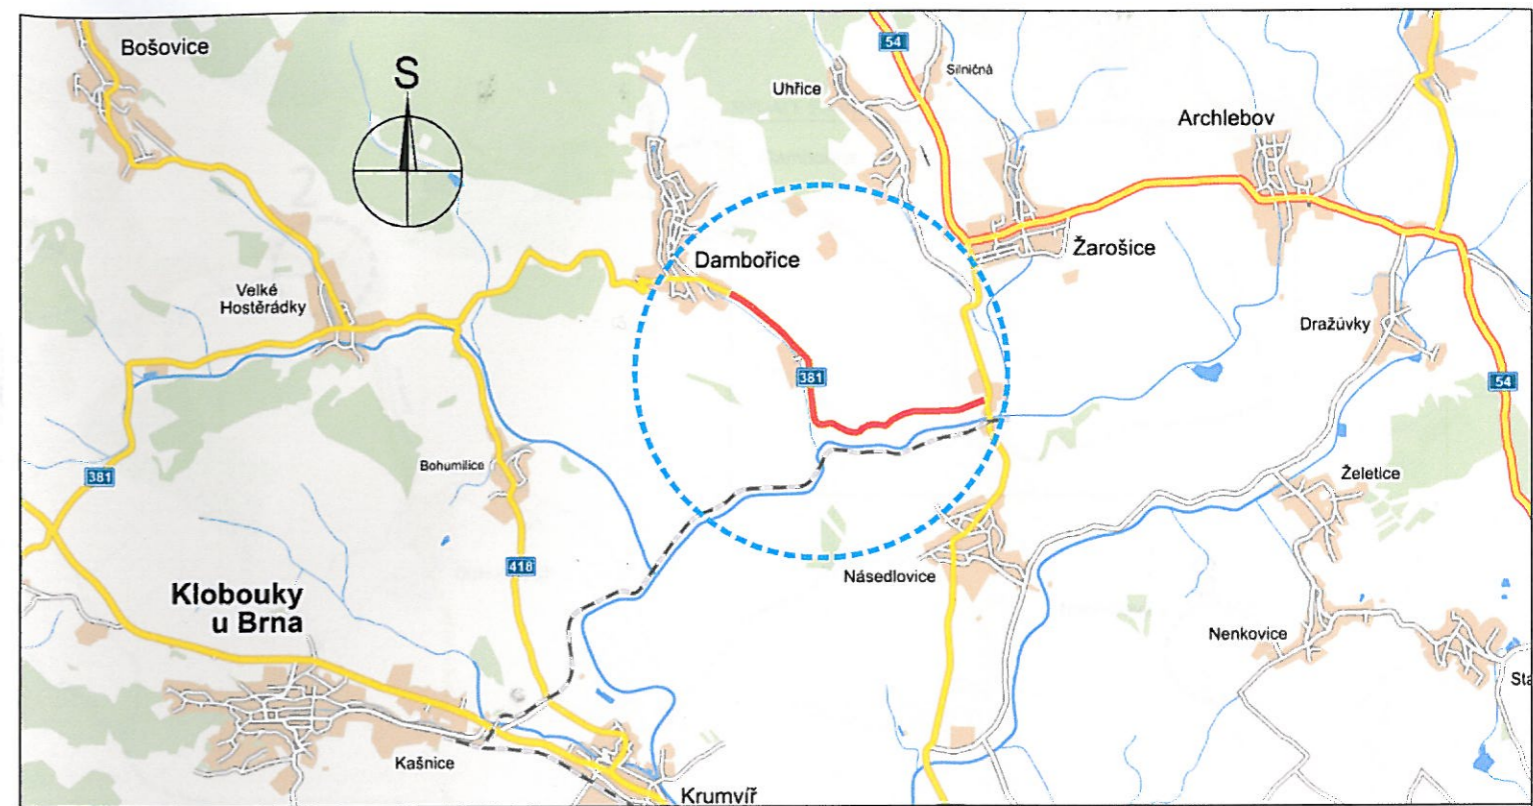 Bošovice
S
54
Silničná
Uhřice
Archlebov
Dambořice
Žarošice
Velké
Hostěrádky
Dražůvky
381
54
Bohumilice
381
Želetice
418
Násedlovice
Klobouky
u Brna
Nenkovice
Sta
Kašnice
Krumvíř